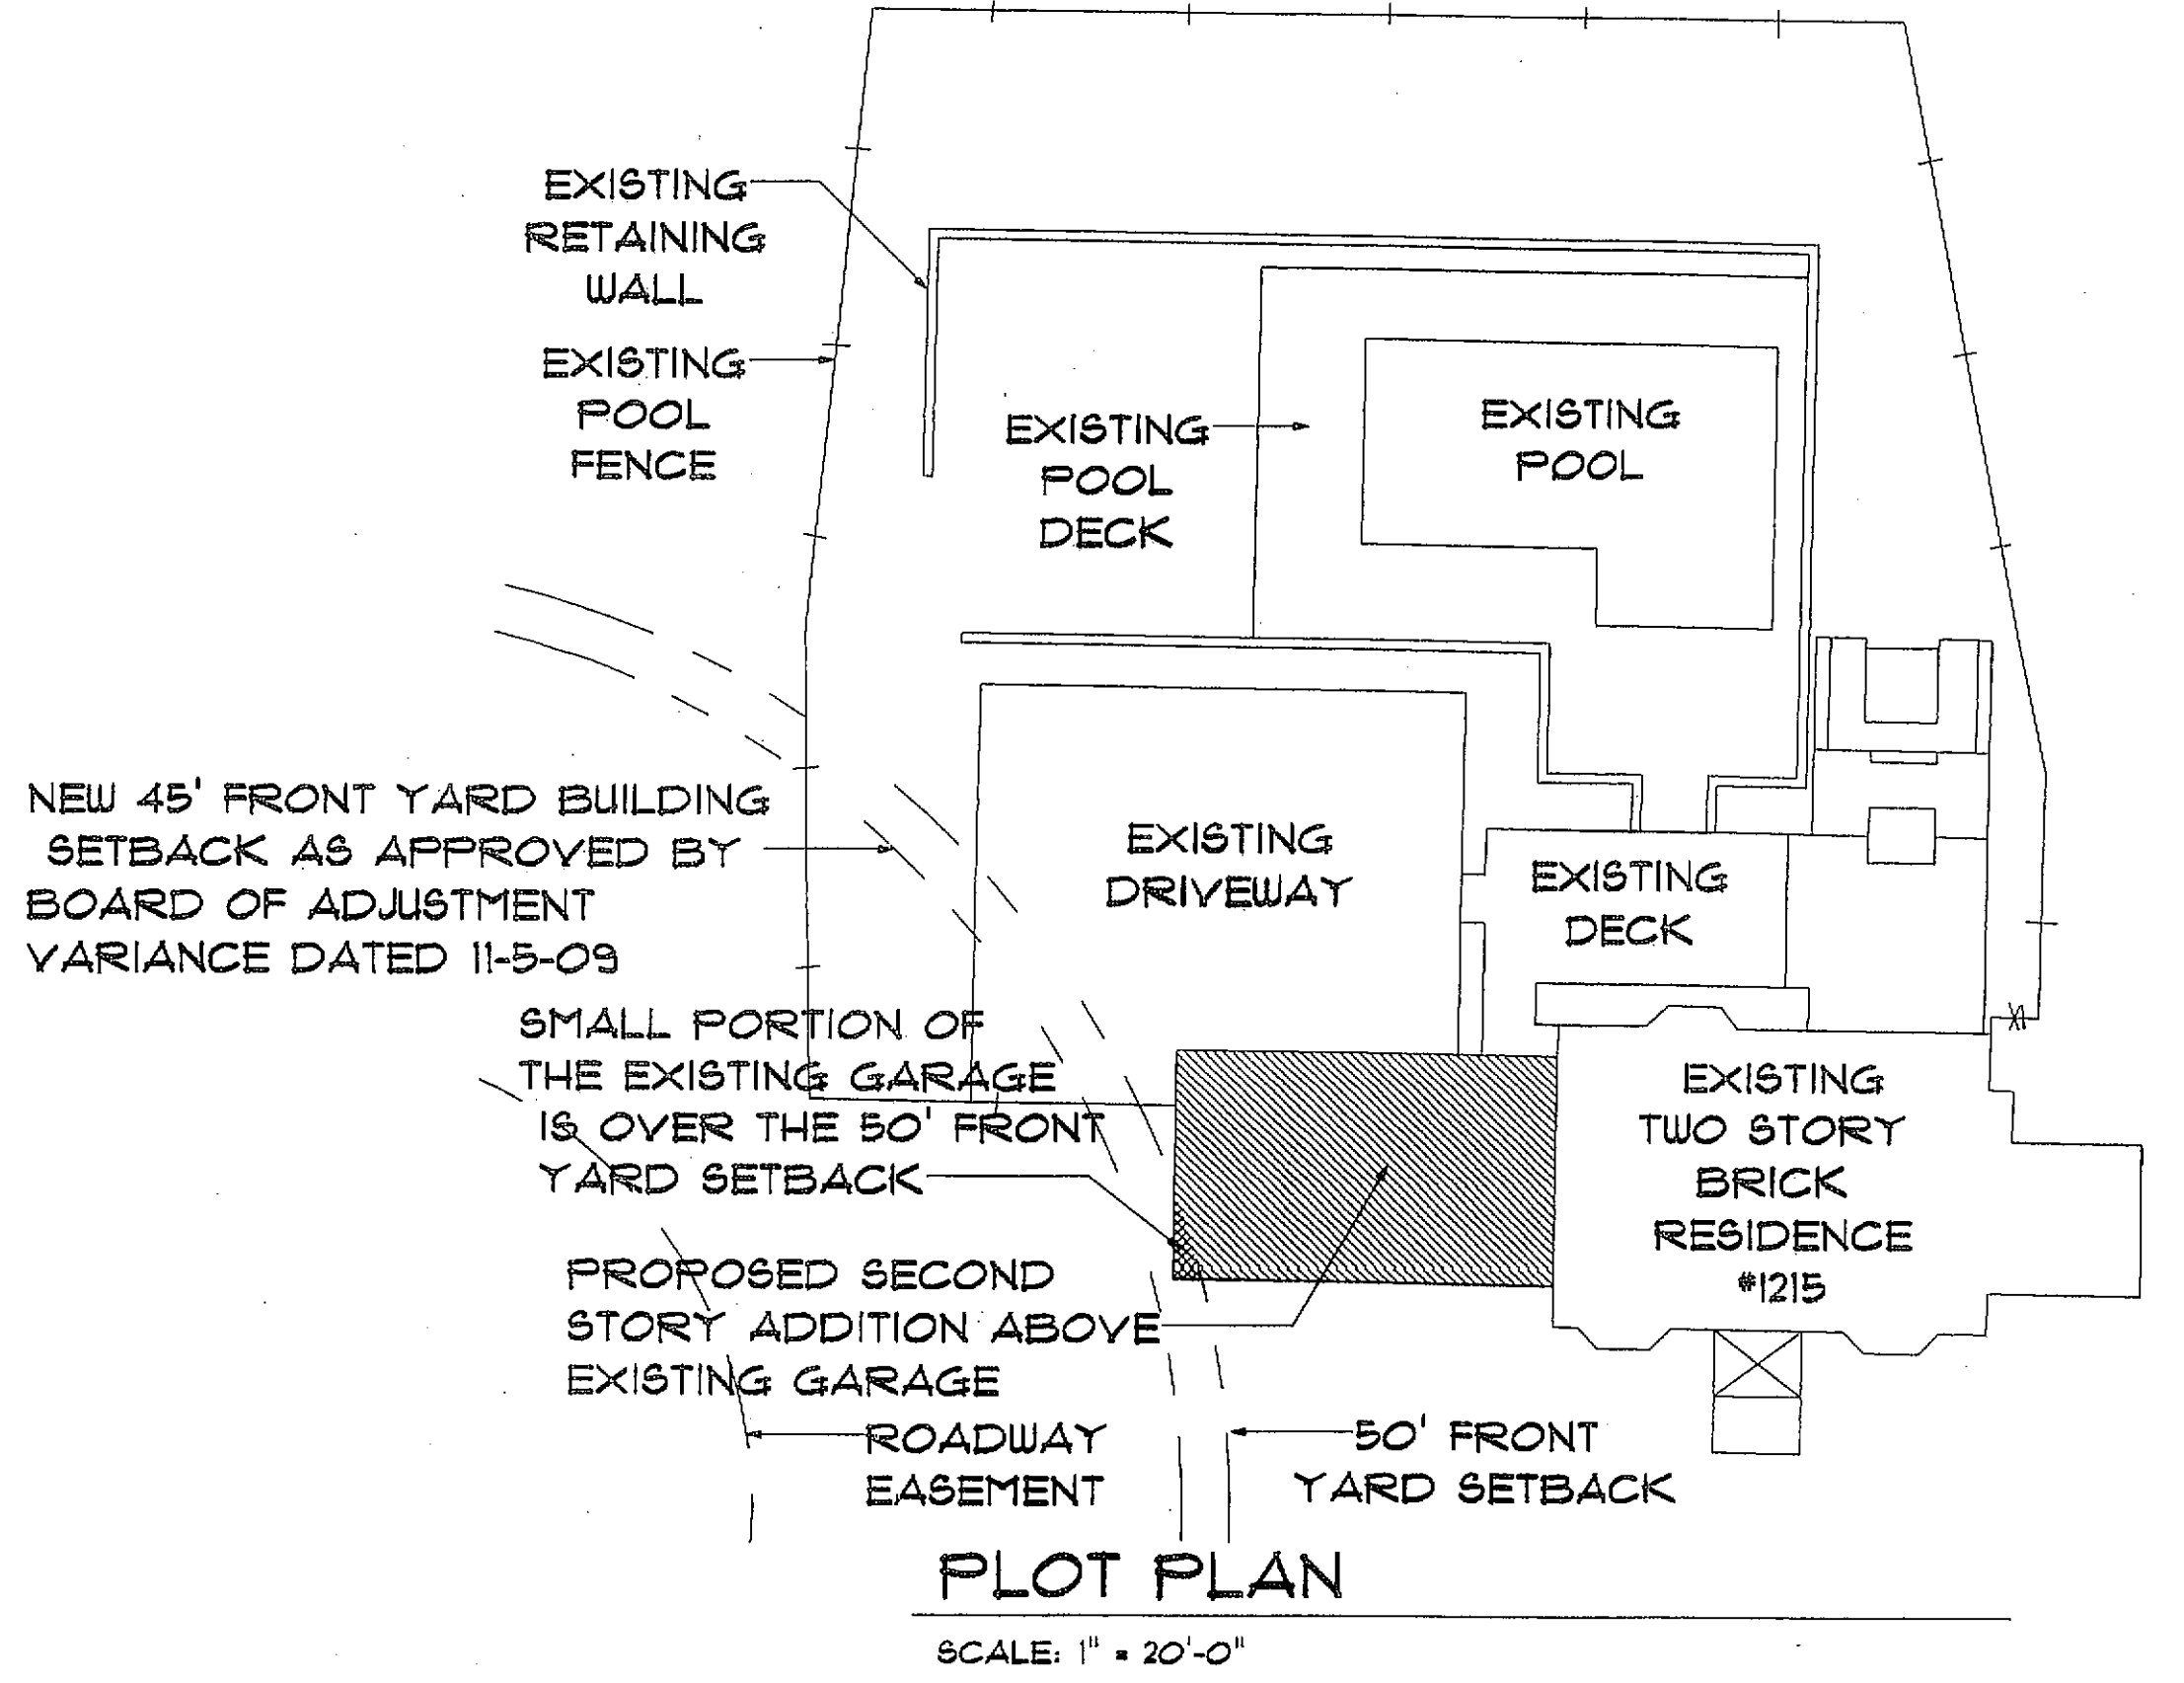 EXISTING
RETAINING
WALL
EXISTING
POOL
FENCE
EXISTING
POOL
DECK
EXISTING
POOL
NEW 45' FRONT YARD BUILDING
SETBACK AS APPROVED BY
BOARD OF ADJUSTMENT
VARIANCE DATED 11-5-09
EXISTING
DRIVEWAY
EXISTING
DECK
SMALL PORTION OF
THE EXISTING GARAGE
IS OVER THE 50' FRONT
YARD SETBACK
EXISTING
TWO STORY
BRICK
RESIDENCE
#1215
PROPOSED SECOND
STORY ADDITION ABOVE
EXISTING GARAGE
ROADWAY
EASEMENT
50' FRONT
YARD SETBACK
PLOT PLAN
SCALE: 1" = 20'-0"